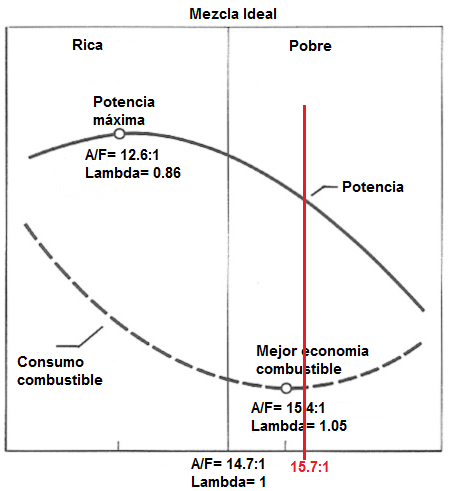 Mezcla Ideal
Rica
Pobre
Potencia
máxima
A/F= 12.6:1
Lambda= 0.86
Potencia
Consumo
combustible
Mejor economia
combustible
A/F= 15.4:1
Lambda= 1.05
A/F= 14.7:1
Lambda= 1
15.7:1